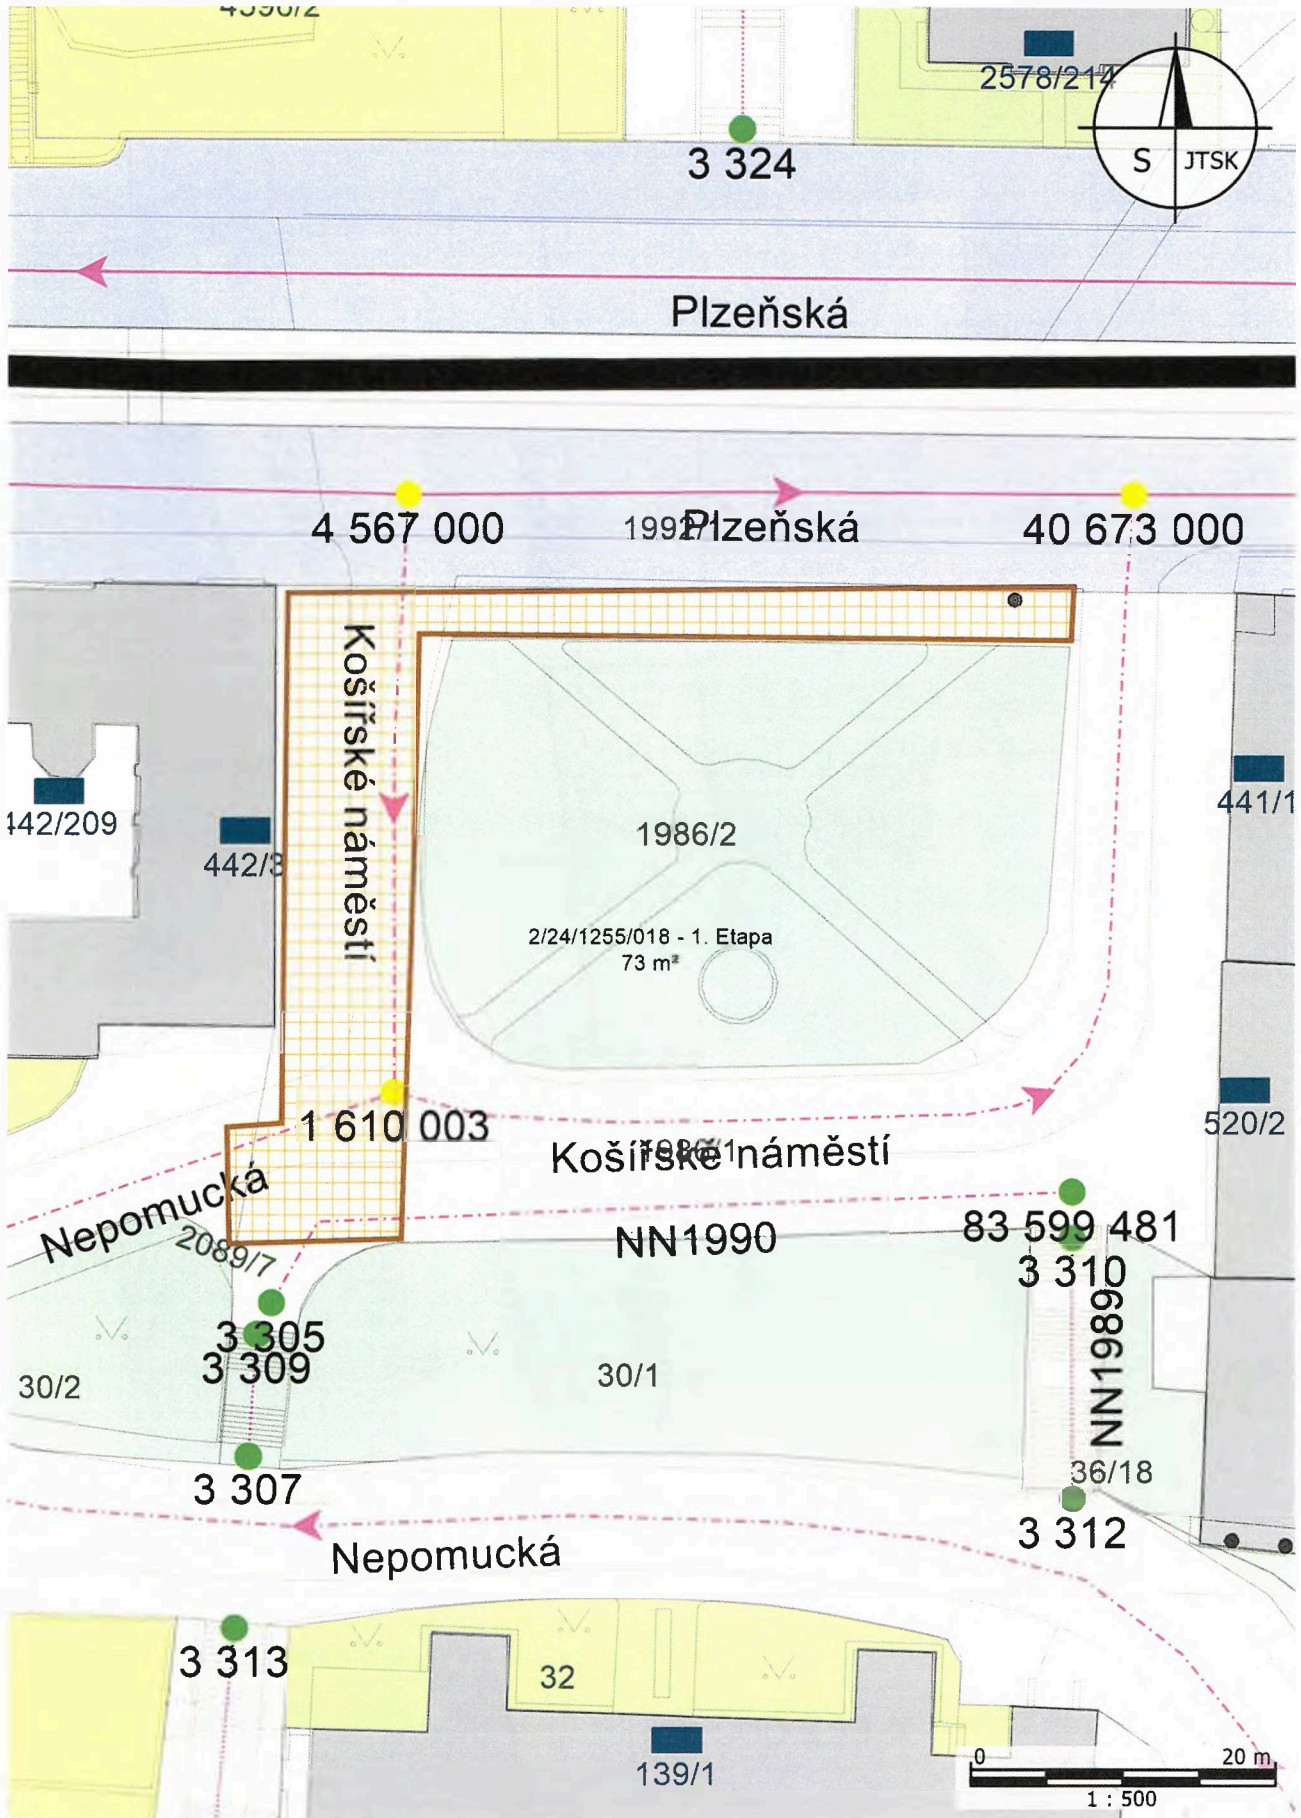 2578/214
S JTSK
3 324
Plzeňská
4 567 000
1992/1
Plzeňská
40 673 000
Košířské náměstí
442/209
442/3
441/1
1986/2
2/24/1255/018 - 1. Etapa
73 m²
1 610 003
520/2
Košířské náměstí
Nepomucká
2089/7
NN1990
83 599 481
3 310
NN1989
3 305
3 309
30/2
30/1
3 307
36/18
3 312
Nepomucká
3 313
32
139/1
0 20 m
1 : 500